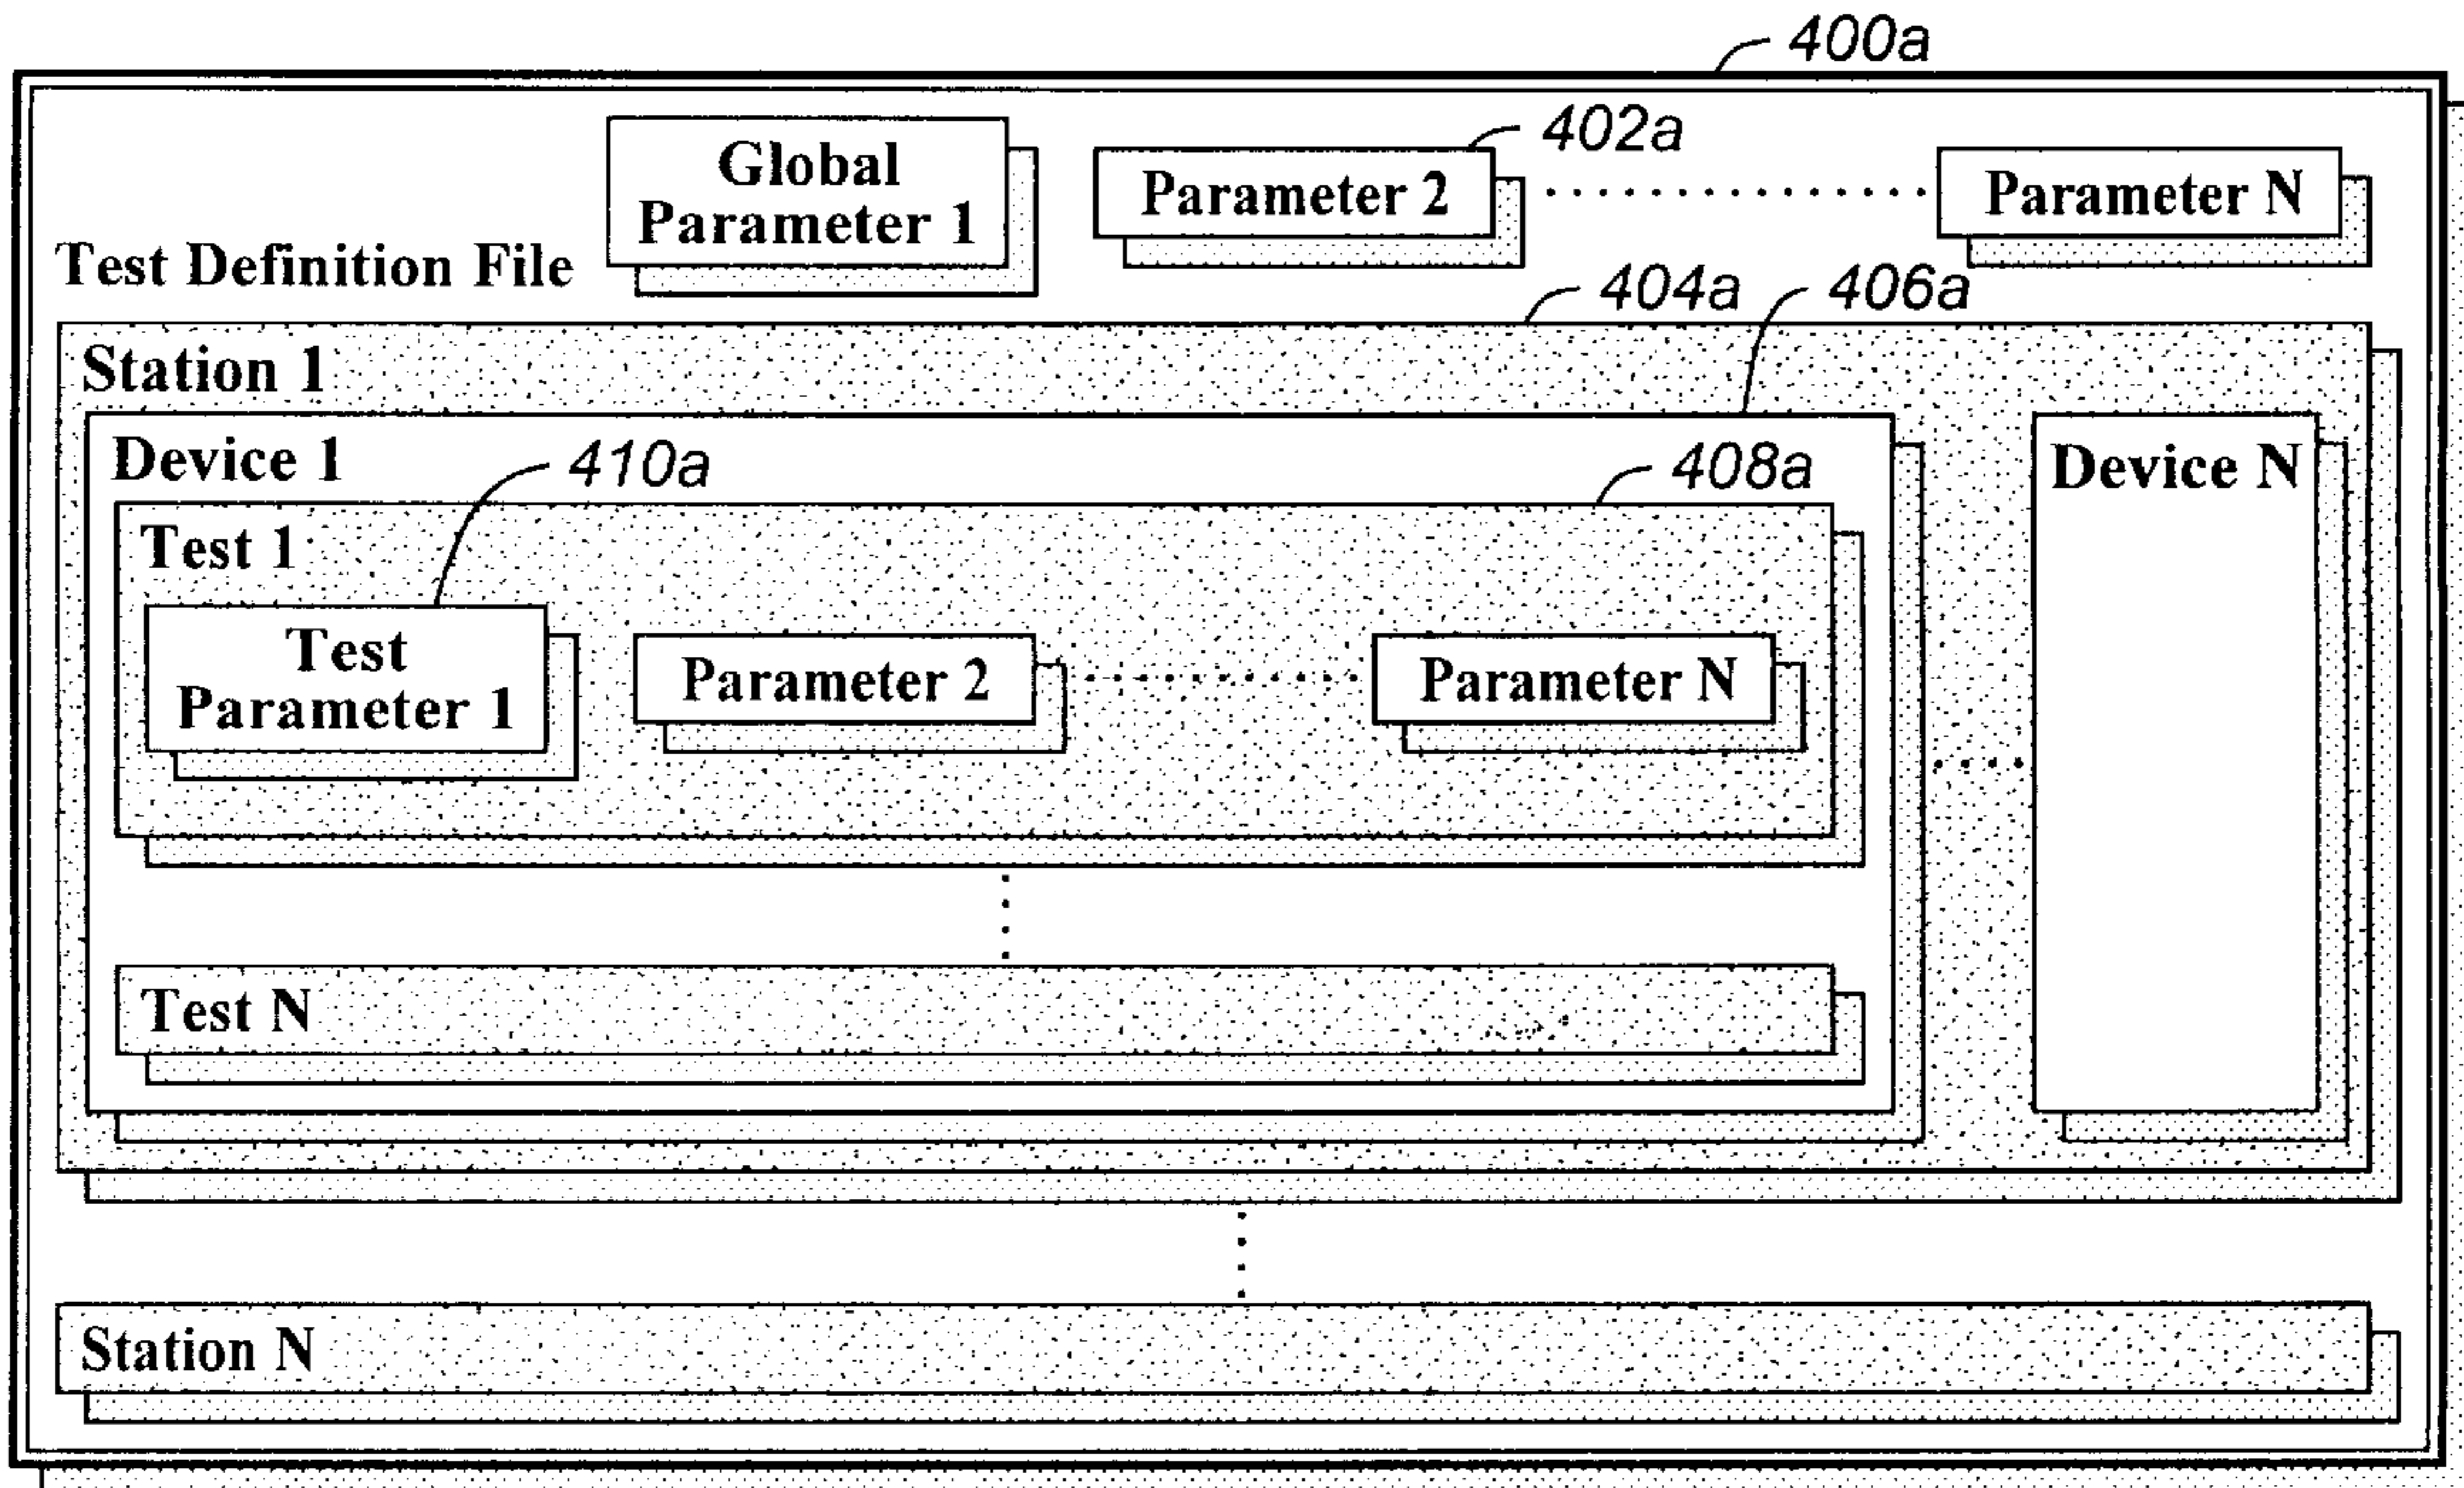 400a
Global
Parameter 1
402a
Parameter 2
Parameter N
Test Definition File
404a
406a
Station 1
Device 1
410a
408a
Device N
Test 1
Test
Parameter 1
Parameter 2
Parameter N
Test N
Station N